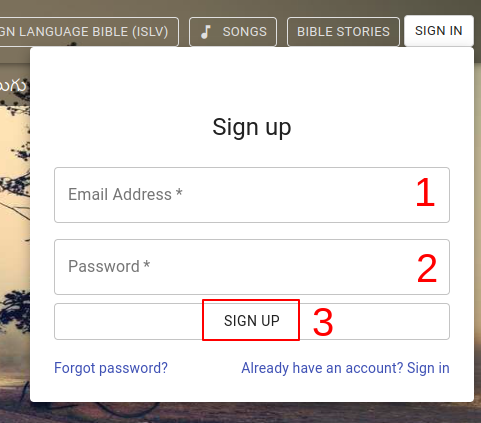 GN LANGUAGE BIBLE (ISLV)
SONGS
BIBLE STORIES
SIGN IN
Sign up
Email Address *
1
Password *
2
SIGN UP
3
Forgot password?
Already have an account? Sign in